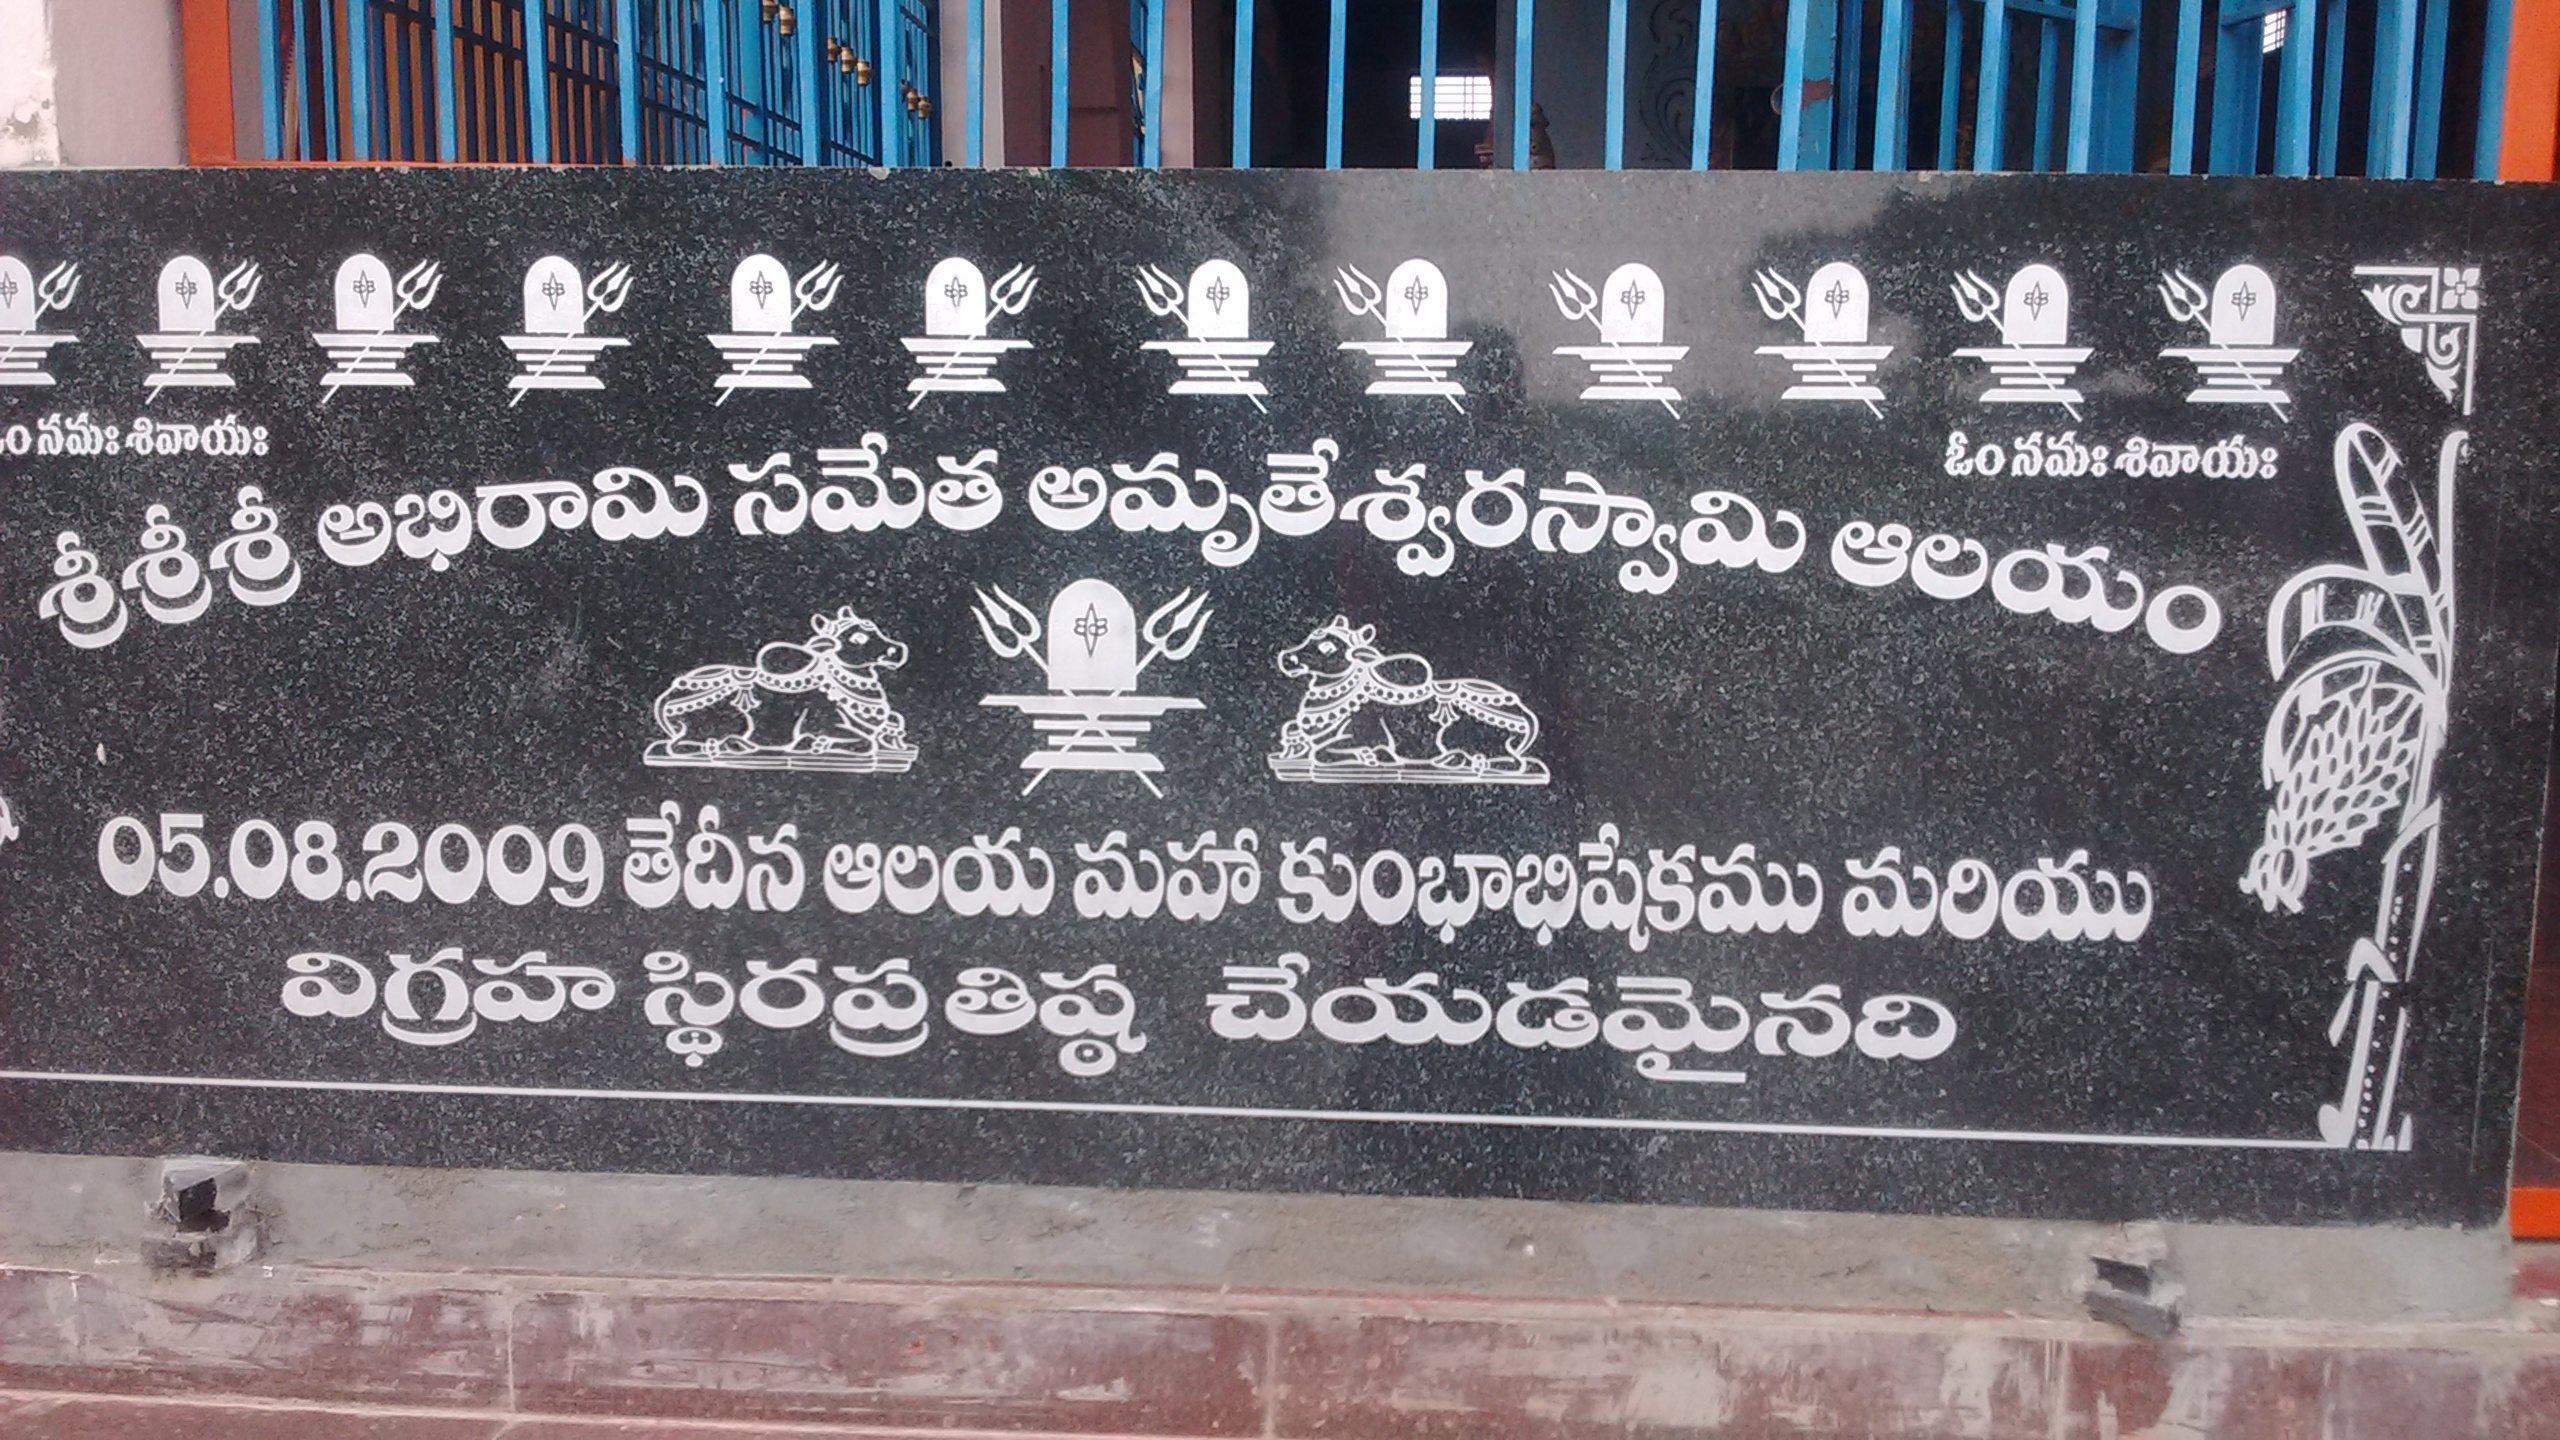 ఓం నమః శివాయః ఓం నమః శివాయః
శ్రీశ్రీశ్రీ అభిరామి సమేత అమృతేశ్వరస్వామి ఆలయం
05.08.2009 తేదీన ఆలయ మహా కుంభాభిషేకము మరియు
విగ్రహ స్థిరప్రతిష్ఠ చేయడమైనది